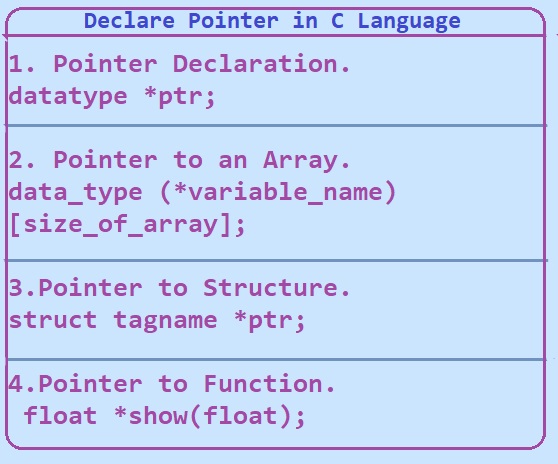 Declare Pointer in C Language
1. Pointer Declaration.
datatype *ptr;
2. Pointer to an Array.
data_type (*variable_name)
[size_of_array];
3.Pointer to Structure.
struct tagname *ptr;
4.Pointer to Function.
float *show(float);